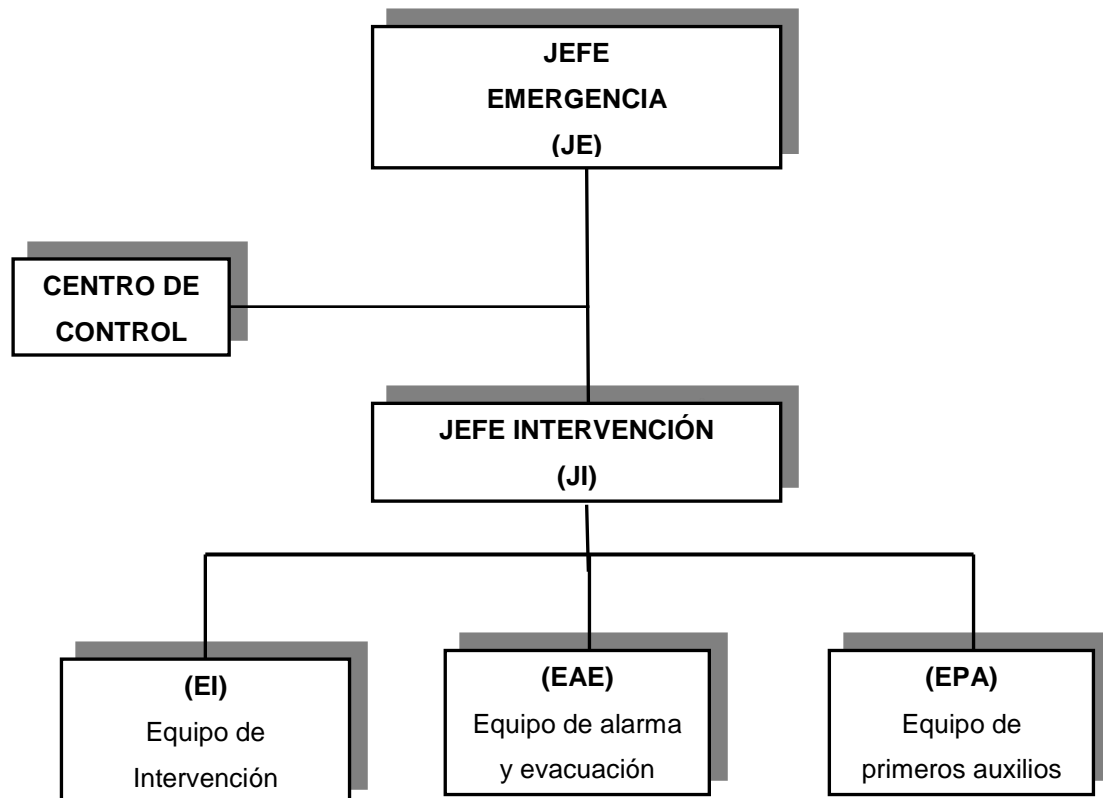 JEFE
EMERGENCIA
(JE)
CENTRO DE
CONTROL
JEFE INTERVENCIÓN
(JI)
(EI)
Equipo de
Intervención
(EAE)
Equipo de alarma
y evacuación
(EPA)
Equipo de
primeros auxilios